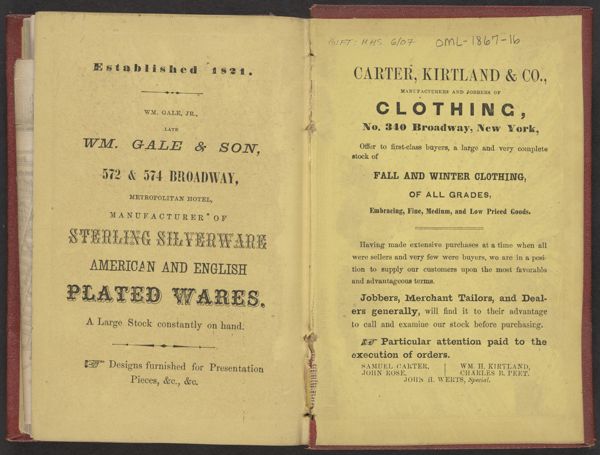 Established 1821.
WM. GALE, JR.,
LATE
WM. GALE & SON,
572 & 574 BROADWAY,
METROPOLITAN HOTEL,
MANUFACTURER OF
STERLING SILVERWARE
AMERICAN AND ENGLISH
PLATED WARES.
A Large Stock constantly on hand.
☞ Designs furnished for Presentation
Pieces, &c., &c.
GIFT: MHS 6/07 OML-1867-16
CARTER, KIRTLAND & CO.,
MANUFACTURERS AND JOBBERS OF
CLOTHING,
No. 340 Broadway, New York,
Offer to first-class buyers, a large and very complete
stock of
FALL AND WINTER CLOTHING,
OF ALL GRADES,
Embracing, Fine, Medium, and Low Priced Goods.
Having made extensive purchases at a time when all
were sellers and very few were buyers, we are in a posi-
tion to supply our customers upon the most favorable
and advantageous terms.
Jobbers, Merchant Tailors, and Deal-
ers generally, will find it to their advantage
to call and examine our stock before purchasing.
☞ Particular attention paid to the
execution of orders.
SAMUEL CARTER, WM. H. KIRTLAND,
JOHN ROSE, CHARLES B. PEET,
JOHN H. WERTS, Special.